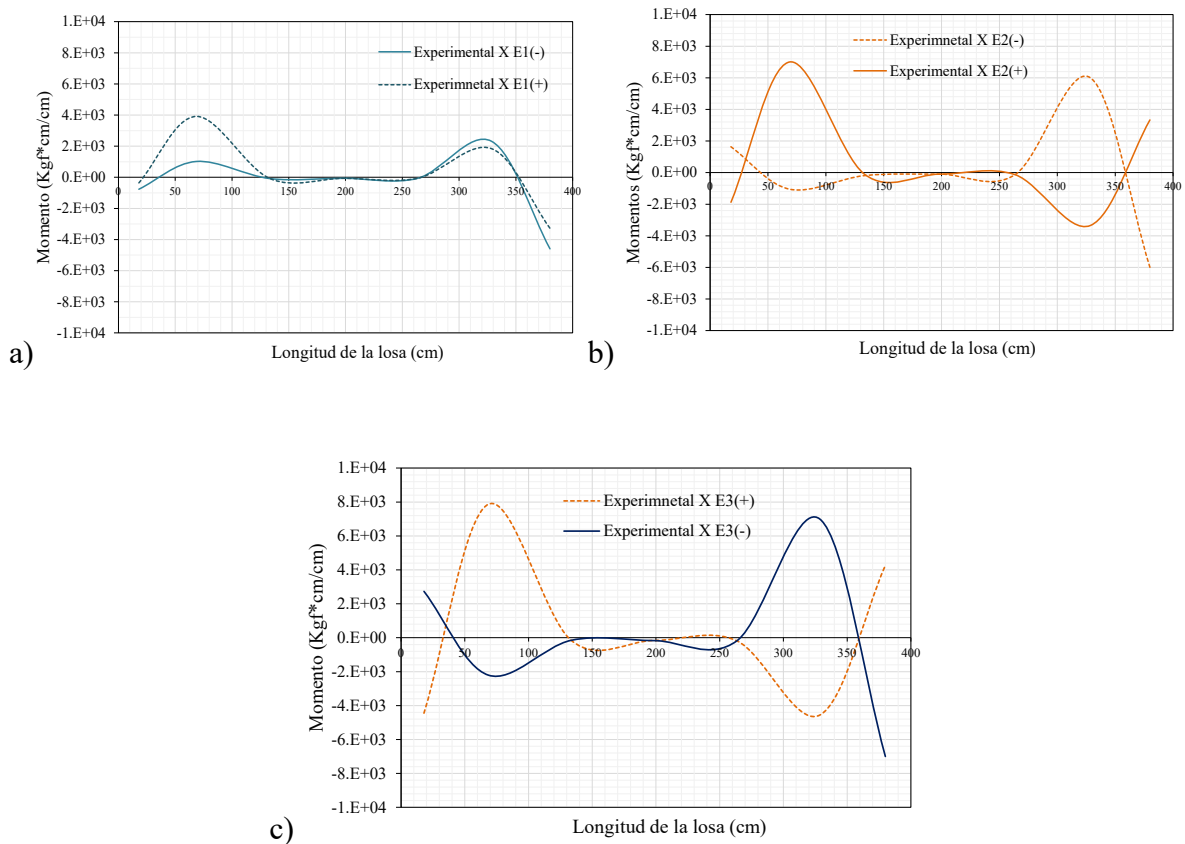 1.E+04
8.E+03
6.E+03
4.E+03
2.E+03
0.E+00
-2.E+03
-4.E+03
-6.E+03
-8.E+03
-1.E+04
0 50 100 150 200 250 300 350 400
Momento (Kgf*cm/cm)
Longitud de la losa (cm)
Experimental X E1(-)
Experimnetal X E1(+)
a)
1.E+04
8.E+03
6.E+03
4.E+03
2.E+03
0.E+00
-2.E+03
-4.E+03
-6.E+03
-8.E+03
-1.E+04
0 50 100 150 200 250 300 350 400
Momentos (Kgf*cm/cm)
Longitud de la losa (cm)
Experimnetal X E2(-)
Experimental X E2(+)
b)
1.E+04
8.E+03
6.E+03
4.E+03
2.E+03
0.E+00
-2.E+03
-4.E+03
-6.E+03
-8.E+03
-1.E+04
0 50 100 150 200 250 300 350 400
Momento (Kgf*cm/cm)
Longitud de la losa (cm)
Experimnetal X E3(+)
Experimental X E3(-)
c)